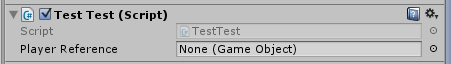 Test Test (Script)
Script TestTest
Player Reference None (Game Object)